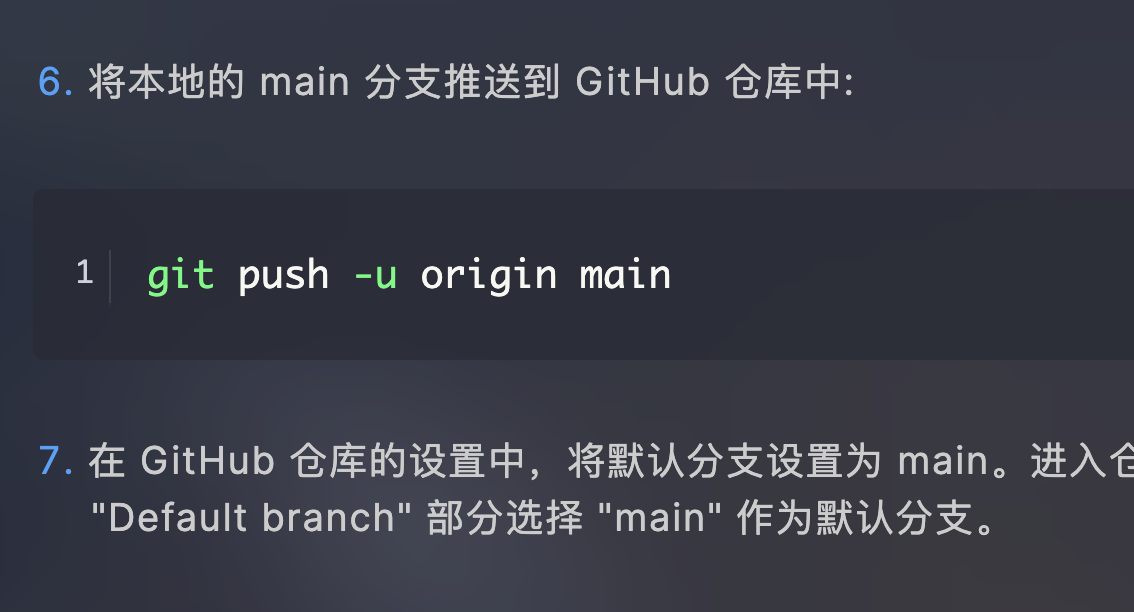 6. 将本地的 main 分支推送到 GitHub 仓库中:
1 git push -u origin main
7. 在 GitHub 仓库的设置中，将默认分支设置为 main。进入仓
"Default branch" 部分选择 "main" 作为默认分支。